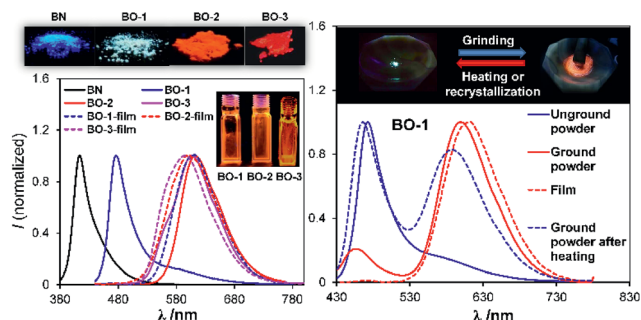 BN BO-1 BO-2 BO-3
1.6
1.2
0.8
0.4
0.0
I (normalized)
BN
BO-1
BO-2
BO-3
BO-1-film
BO-2-film
BO-3-film
BO-1 BO-2 BO-3
380 480 580 680 780
λ /nm
Grinding
Heating or
recrystallization
BO-1
Unground
powder
Ground
powder
Film
Ground
powder after
heating
1.6
1.2
0.8
0.4
0
430 530 630 730 830
λ /nm